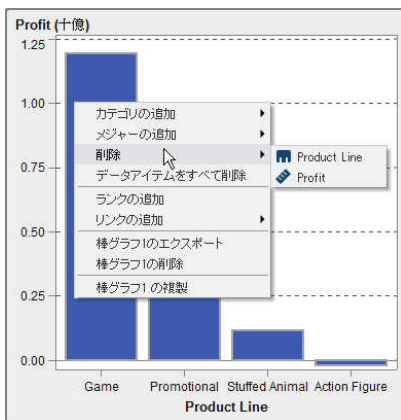 Profit (十億)
1.25
1.00
0.75
0.50
0.25
0.00
カテゴリの追加
メジャーの追加
削除
データアイテムをすべて削除
ランクの追加
リンクの追加
棒グラフ1のエクスポート
棒グラフ1の削除
棒グラフ1 の複製
Product Line
Profit
Game Promotional Stuffed Animal Action Figure
Product Line